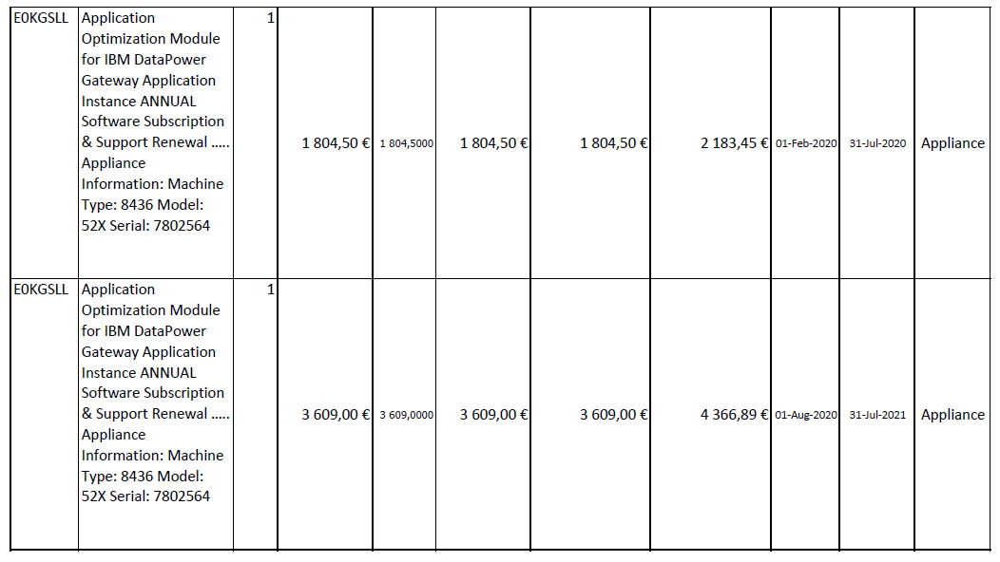 E0KGSLL
Application
Optimization Module
for IBM DataPower
Gateway Application
Instance ANNUAL
Software Subscription
& Support Renewal .....
Appliance
Information: Machine
Type: 8436 Model:
52X Serial: 7802564
1
1 804,50 €
1 804,5000
1 804,50 €
1 804,50 €
2 183,45 €
01-Feb-2020
31-Jul-2020
Appliance
E0KGSLL
Application
Optimization Module
for IBM DataPower
Gateway Application
Instance ANNUAL
Software Subscription
& Support Renewal .....
Appliance
Information: Machine
Type: 8436 Model:
52X Serial: 7802564
1
3 609,00 €
3 609,0000
3 609,00 €
3 609,00 €
4 366,89 €
01-Aug-2020
31-Jul-2021
Appliance